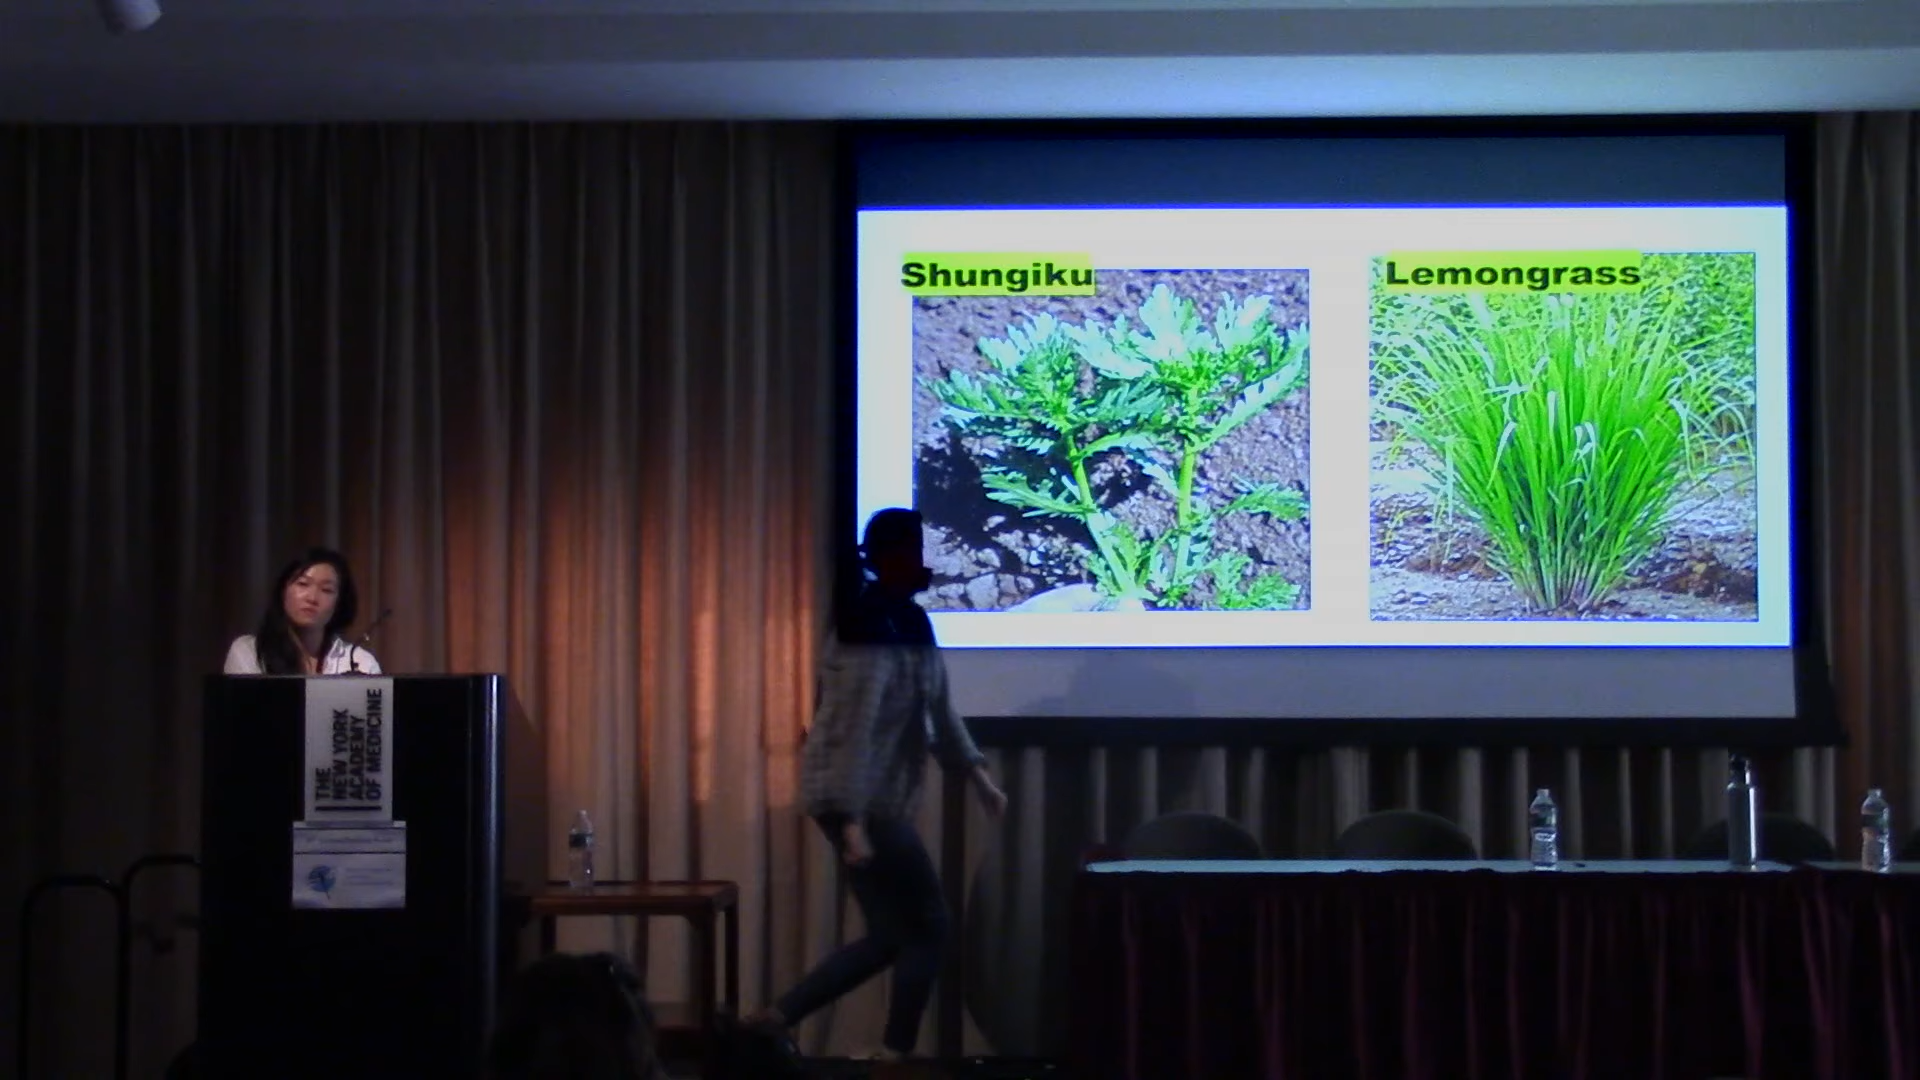 Shungiku
Lemongrass
THE
NEW YORK
ACADEMY
OF MEDICINE